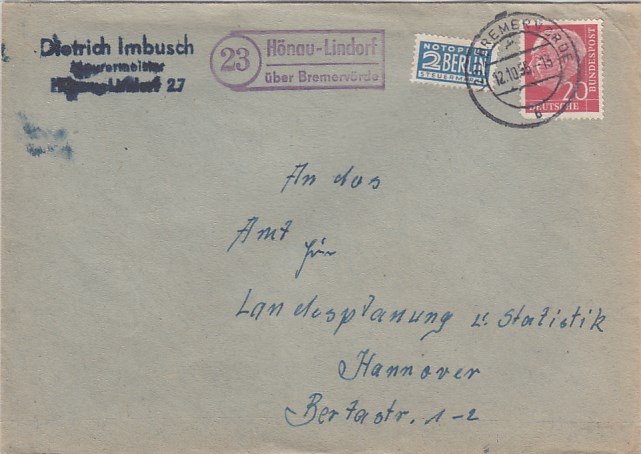 Dietrich Imbusch
Maurermeister
Hönau-Lindorf 27
23
Hönau-Lindorf
über Bremervörde
NOTOPFER
2 BERLIN
STEUERMARKE
BREMERVÖRDE
12.10.55
20
DEUTSCHE
BUNDESPOST
An das
Amt für
Landesplanung u. Statistik
Hannover
Bertastr. 1-2